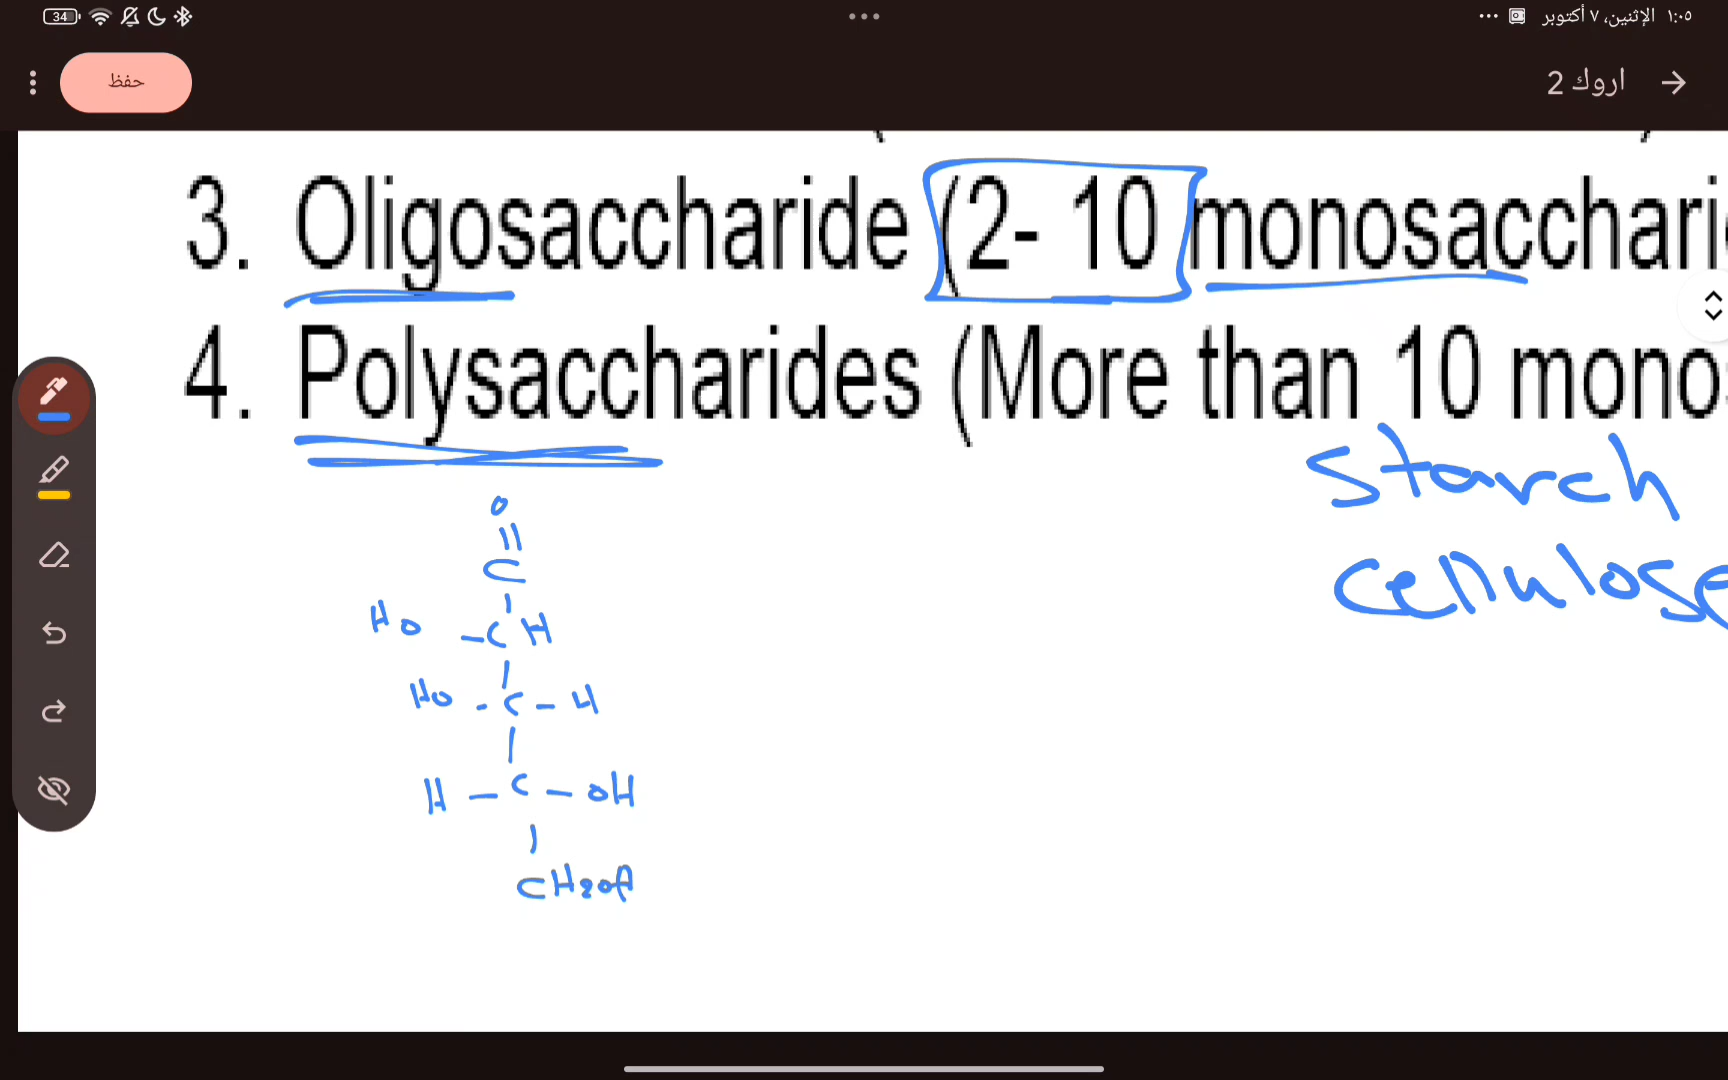 34 ١:٠٥ الإثنين، ٧ أكتوبر
حفظ
اروك 2
3. Oligosaccharide (2- 10 monosacchari
4. Polysaccharides (More than 10 mono
starch
cellulose
O
C
HO -C H
HO - C - H
H - C - OH
CH2OH